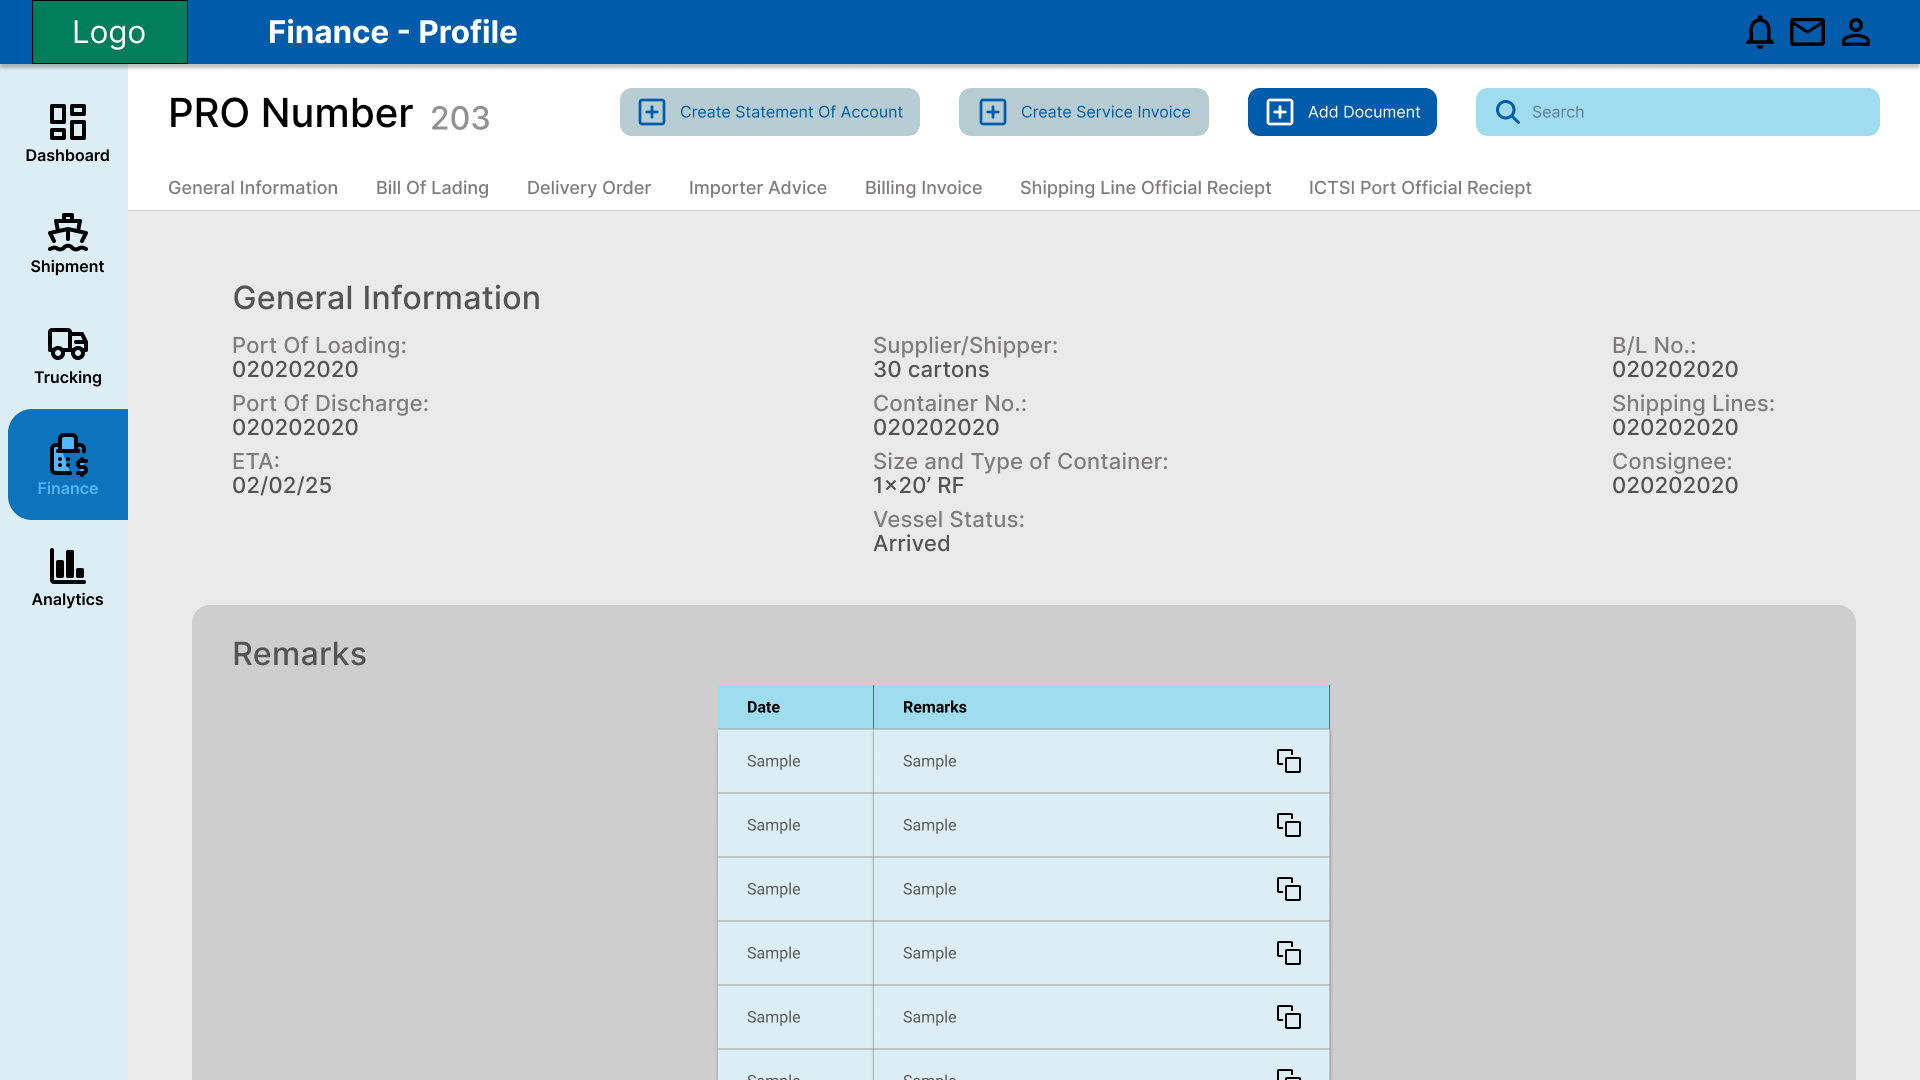 Logo
Finance - Profile
Dashboard
Shipment
Trucking
Finance
Analytics
PRO Number 203
Create Statement Of Account
Create Service Invoice
Add Document
Search
General Information
Bill Of Lading
Delivery Order
Importer Advice
Billing Invoice
Shipping Line Official Reciept
ICTSI Port Official Reciept
General Information
Port Of Loading:
020202020
Port Of Discharge:
020202020
ETA:
02/02/25
Supplier/Shipper:
30 cartons
Container No.:
020202020
Size and Type of Container:
1×20’ RF
Vessel Status:
Arrived
B/L No.:
020202020
Shipping Lines:
020202020
Consignee:
020202020
Remarks
Date Remarks
Sample Sample
Sample Sample
Sample Sample
Sample Sample
Sample Sample
Sample Sample